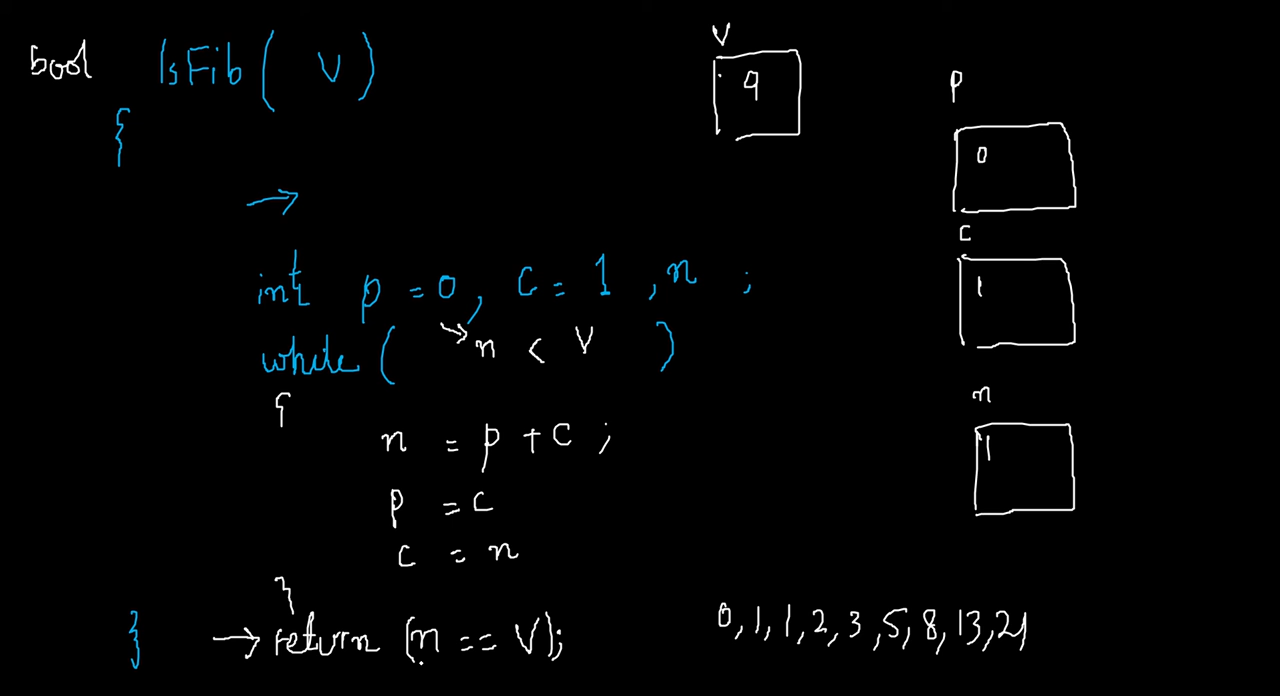 bool IsFib( V )
{
→
int p = 0, c = 1 , n ;
while ( → n < V )
{
n = p + c ;
p = c
c = n
}
} → return (n == V);
V
9
p
0
c
1
n
1
0, 1, 1, 2, 3, 5, 8, 13, 21